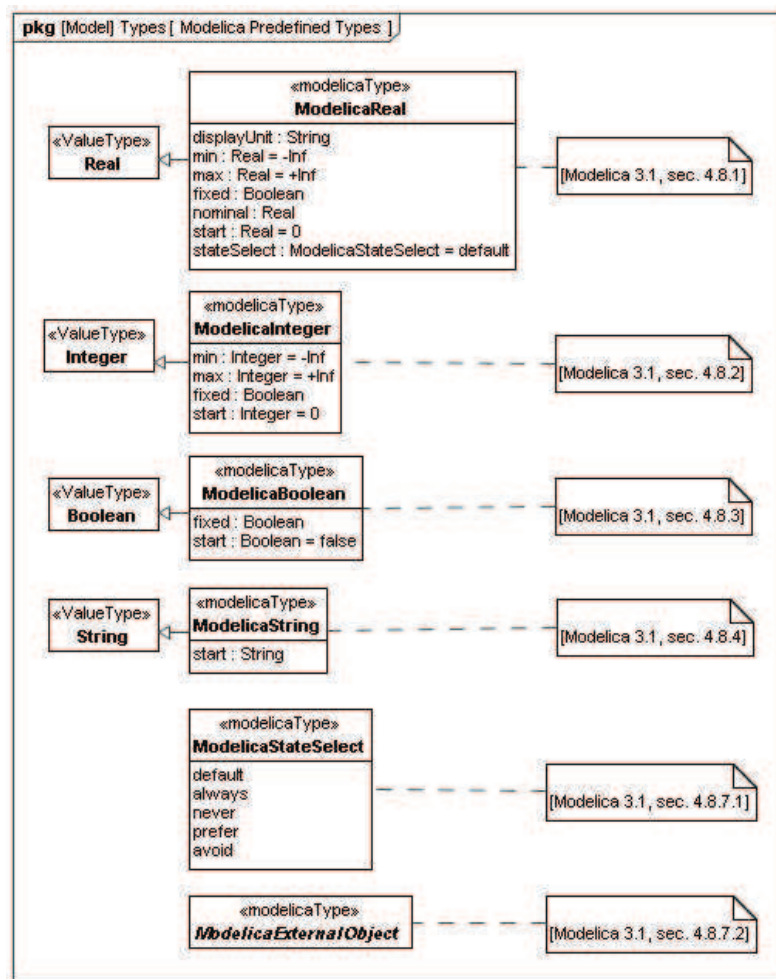 pkg [Model] Types [ Modelica Predefined Types ]
«modelicaType»
ModelicaReal
displayUnit : String
min : Real = -Inf
max : Real = +Inf
fixed : Boolean
nominal : Real
start : Real = 0
stateSelect : ModelicaStateSelect = default
«ValueType»
Real
[Modelica 3.1, sec. 4.8.1]
«modelicaType»
ModelicaInteger
min : Integer = -Inf
max : Integer = +Inf
fixed : Boolean
start : Integer = 0
«ValueType»
Integer
[Modelica 3.1, sec. 4.8.2]
«modelicaType»
ModelicaBoolean
fixed : Boolean
start : Boolean = false
«ValueType»
Boolean
[Modelica 3.1, sec. 4.8.3]
«modelicaType»
ModelicaString
start : String
«ValueType»
String
[Modelica 3.1, sec. 4.8.4]
«modelicaType»
ModelicaStateSelect
default
always
never
prefer
avoid
[Modelica 3.1, sec. 4.8.7.1]
«modelicaType»
ModelicaExternalObject
[Modelica 3.1, sec. 4.8.7.2]